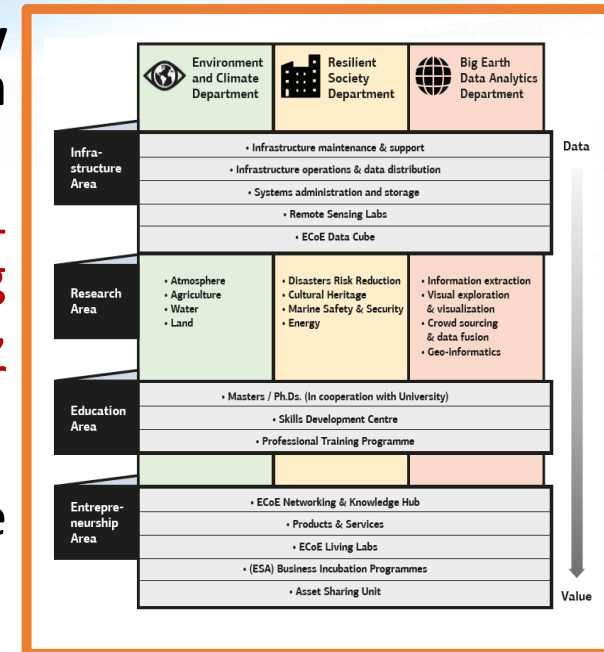 Environment
and Climate
Department
Resilient
Society
Department
Big Earth
Data Analytics
Department
Data
Infra-
structure
Area
• Infrastructure maintenance & support
• Infrastructure operations & data distribution
• Systems administration and storage
• Remote Sensing Labs
• ECoE Data Cube
Research
Area
• Atmosphere
• Agriculture
• Water
• Land
• Disasters Risk Reduction
• Cultural Heritage
• Marine Safety & Security
• Energy
• Information extraction
• Visual exploration
& visualization
• Crowd sourcing
& data fusion
• Geo-informatics
Education
Area
• Masters / Ph.Ds. (In cooperation with University)
• Skills Development Centre
• Professional Training Programme
Entrepre-
neurship
Area
• ECoE Networking & Knowledge Hub
• Products & Services
• ECoE Living Labs
• (ESA) Business Incubation Programmes
• Asset Sharing Unit
Value